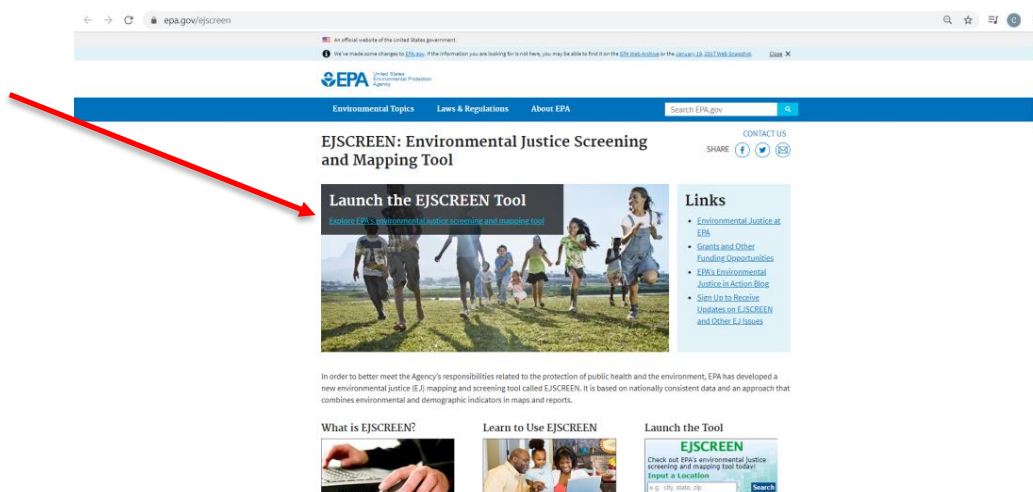 epa.gov/ejscreen
C
An official website of the United States government.
We've made some changes to EPA.gov. If the information you are looking for is not here, you may be able to find it on the EPA Web Archive or the January 19, 2017 Web Snapshot. Close X
EPA United States
Environmental Protection
Agency
Environmental Topics Laws & Regulations About EPA Search EPA.gov
EJSCREEN: Environmental Justice Screening
and Mapping Tool
CONTACT US
SHARE
Launch the EJSCREEN Tool
Explore EPA's environmental justice screening and mapping tool
Links
Environmental Justice at
EPA
Grants and Other
Funding Opportunities
EPA's Environmental
Justice in Action Blog
Sign Up to Receive
Updates on EJSCREEN
and Other EJ Issues
In order to better meet the Agency's responsibilities related to the protection of public health and the environment, EPA has developed a
new environmental justice (EJ) mapping and screening tool called EJSCREEN. It is based on nationally consistent data and an approach that
combines environmental and demographic indicators in maps and reports.
What is EJSCREEN? Learn to Use EJSCREEN Launch the Tool
EJSCREEN
Check out EPA's environmental justice
screening and mapping tool today!
Input a Location
e.g. city, state, zip Search